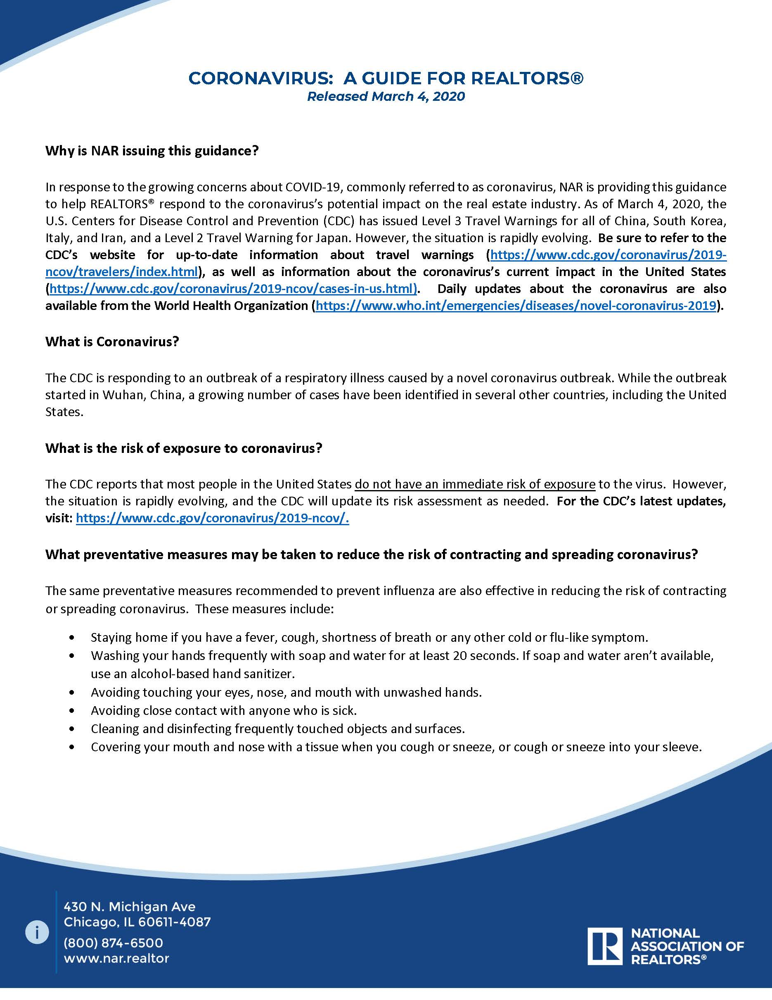 CORONAVIRUS:  A GUIDE FOR REALTORS®
Released March 4, 2020
Why is NAR issuing this guidance?
In response to the growing concerns about COVID-19, commonly referred to as coronavirus, NAR is providing this guidance
to help REALTORS® respond to the coronavirus’s potential impact on the real estate industry. As of March 4, 2020, the
U.S. Centers for Disease Control and Prevention (CDC) has issued Level 3 Travel Warnings for all of China, South Korea,
Italy, and Iran, and a Level 2 Travel Warning for Japan. However, the situation is rapidly evolving.  Be sure to refer to the
CDC’s website for up-to-date information about travel warnings (https://www.cdc.gov/coronavirus/2019-
ncov/travelers/index.html), as well as information about the coronavirus’s current impact in the United States
(https://www.cdc.gov/coronavirus/2019-ncov/cases-in-us.html).  Daily updates about the coronavirus are also
available from the World Health Organization (https://www.who.int/emergencies/diseases/novel-coronavirus-2019).
What is Coronavirus?
The CDC is responding to an outbreak of a respiratory illness caused by a novel coronavirus outbreak. While the outbreak
started in Wuhan, China, a growing number of cases have been identified in several other countries, including the United
States.
What is the risk of exposure to coronavirus?
The CDC reports that most people in the United States do not have an immediate risk of exposure to the virus.  However,
the situation is rapidly evolving, and the CDC will update its risk assessment as needed.  For the CDC’s latest updates,
visit: https://www.cdc.gov/coronavirus/2019-ncov/.
What preventative measures may be taken to reduce the risk of contracting and spreading coronavirus?
The same preventative measures recommended to prevent influenza are also effective in reducing the risk of contracting
or spreading coronavirus.  These measures include:
• Staying home if you have a fever, cough, shortness of breath or any other cold or flu-like symptom.
• Washing your hands frequently with soap and water for at least 20 seconds. If soap and water aren’t available,
use an alcohol-based hand sanitizer.
• Avoiding touching your eyes, nose, and mouth with unwashed hands.
• Avoiding close contact with anyone who is sick.
• Cleaning and disinfecting frequently touched objects and surfaces.
• Covering your mouth and nose with a tissue when you cough or sneeze, or cough or sneeze into your sleeve.
i
430 N. Michigan Ave
Chicago, IL 60611-4087
(800) 874-6500
www.nar.realtor
R
NATIONAL
ASSOCIATION OF
REALTORS®